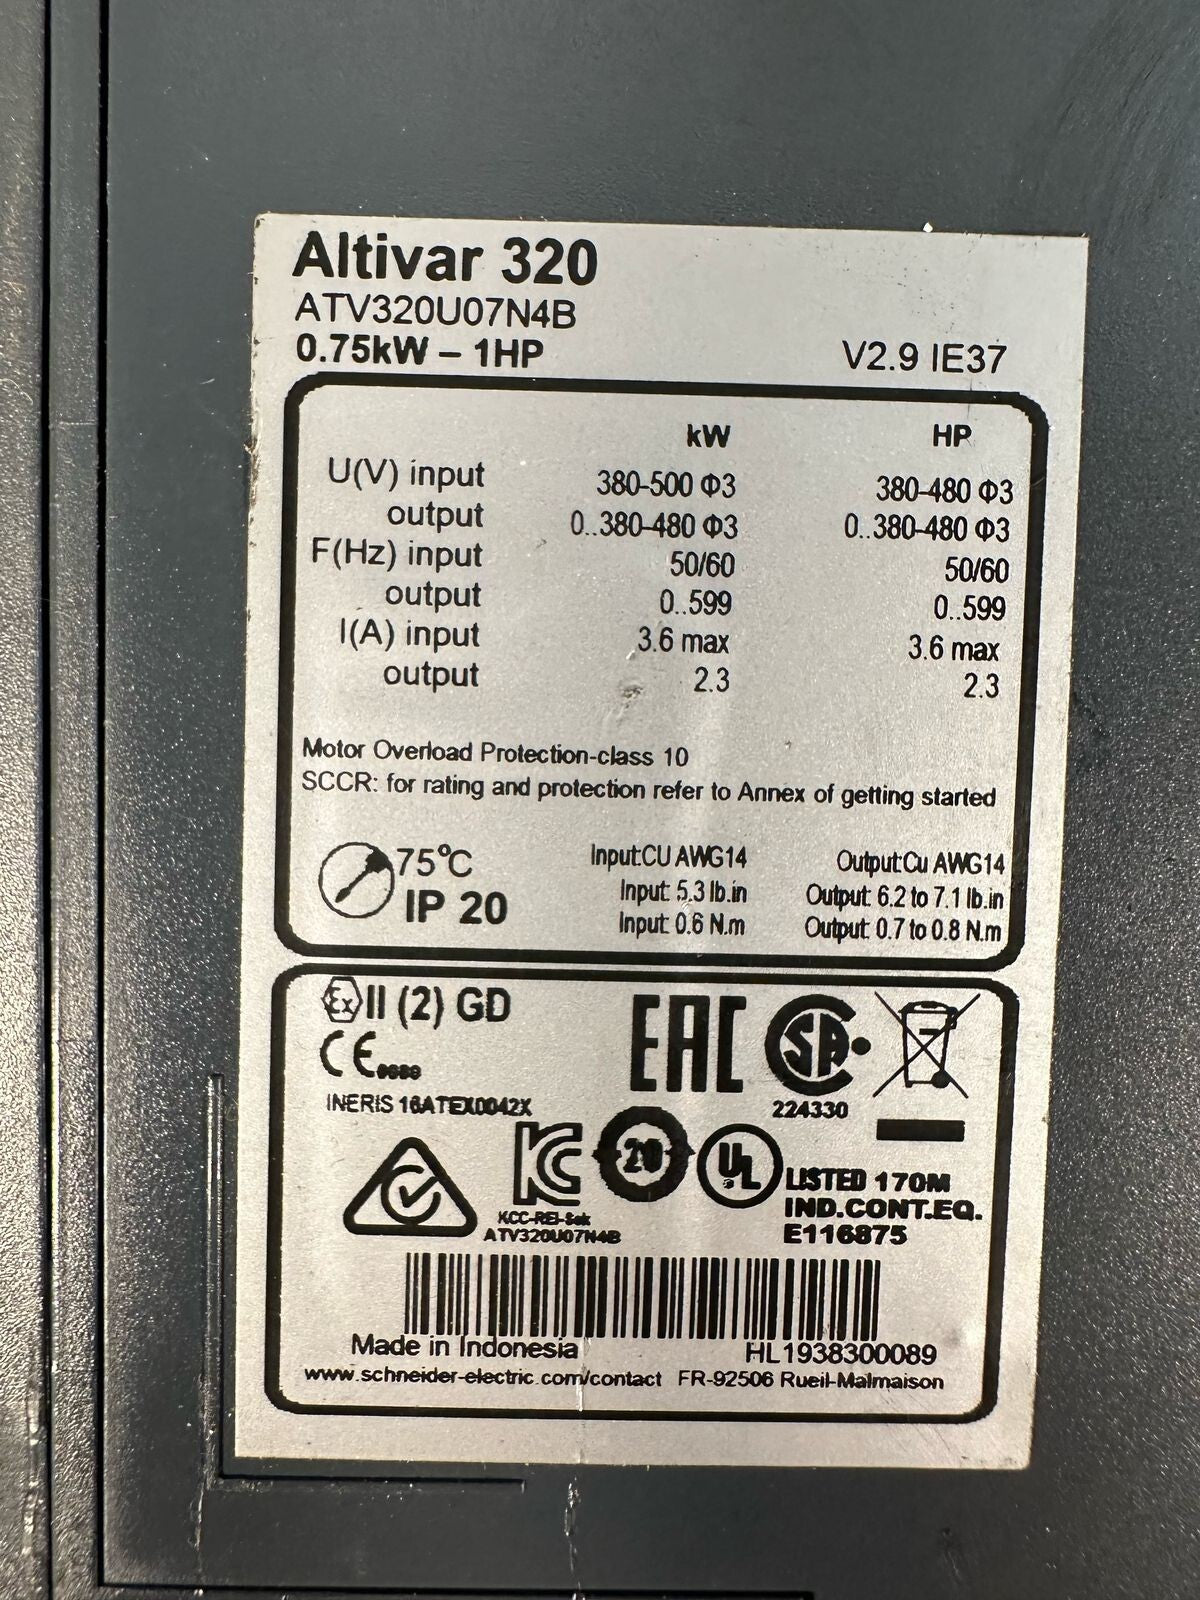 Altivar 320
ATV320U07N4B
0.75kW – 1HP V2.9 IE37
kW HP
U(V) input 380-500 Φ3 380-480 Φ3
output 0..380-480 Φ3 0..380-480 Φ3
F(Hz) input 50/60 50/60
output 0..599 0..599
I(A) input 3.6 max 3.6 max
output 2.3 2.3
Motor Overload Protection-class 10
SCCR: for rating and protection refer to Annex of getting started
75°C Input:CU AWG14 Output:Cu AWG14
IP 20 Input: 5.3 lb.in Output: 6.2 to 7.1 lb.in
Input: 0.6 N.m Output: 0.7 to 0.8 N.m
Ex II (2) GD EAC SA
CE
INERIS 16ATEX0042X 224330
KC 20 UL LISTED 170M
KCC-REI-Sek IND.CONT.EQ.
ATV320U07N4B E116875
Made in Indonesia HL1938300089
www.schneider-electric.com/contact FR-92506 Rueil-Malmaison